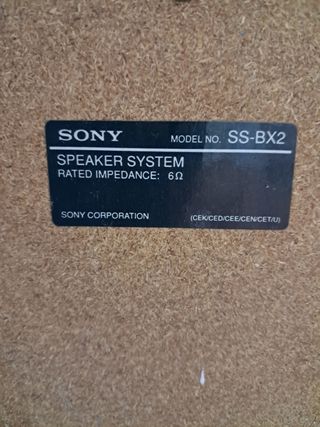 SONY MODEL NO. SS-BX2
SPEAKER SYSTEM
RATED IMPEDANCE: 6Ω
SONY CORPORATION (CEK/CED/CEE/CEN/CET/U)